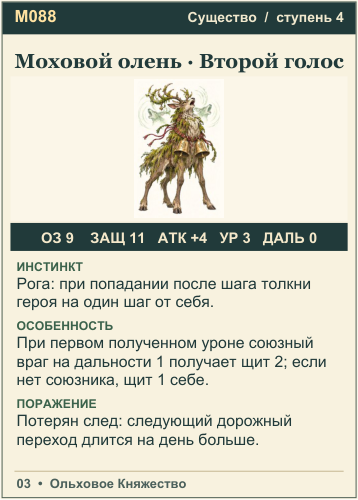 M088
Существо / ступень 4
Моховой олень · Второй голос
ОЗ 9 ЗАЩ 11 АТК +4 УР 3 ДАЛЬ 0
ИНСТИНКТ
Рога: при попадании после шага толкни
героя на один шаг от себя.
ОСОБЕННОСТЬ
При первом полученном уроне союзный
враг на дальности 1 получает щит 2; если
нет союзника, щит 1 себе.
ПОРАЖЕНИЕ
Потерян след: следующий дорожный
переход длится на день больше.
03 • Ольховое Княжество